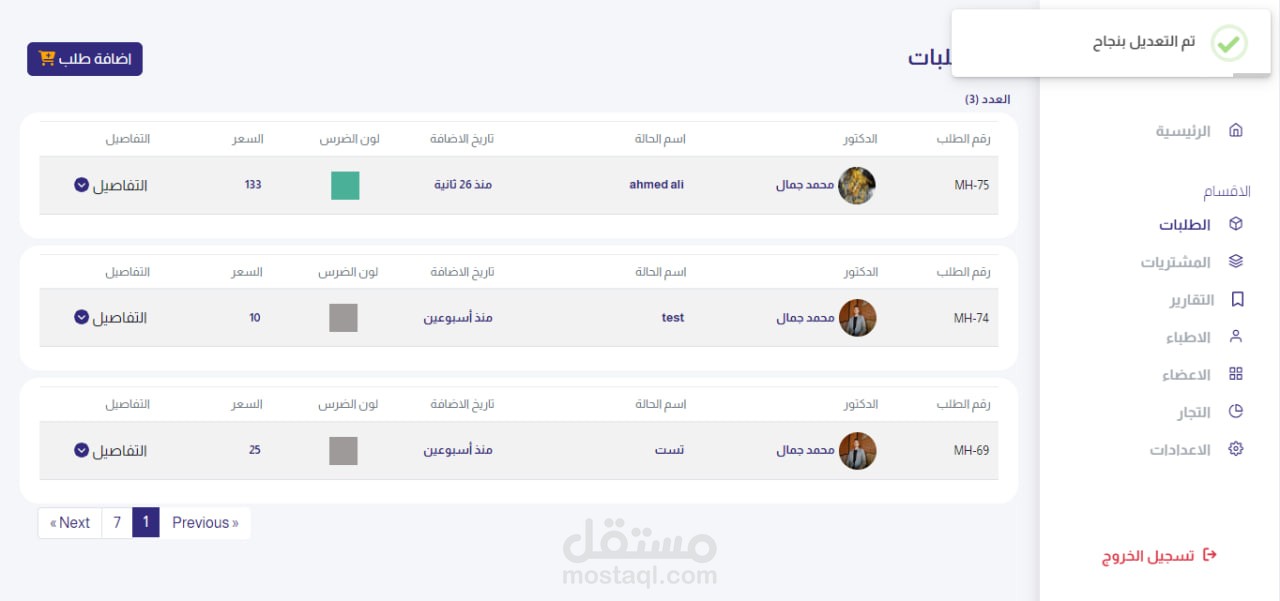 تم التعديل بنجاح
الرئيسية
الاقسام
الطلبات
المشتريات
التقارير
الاطباء
الاعضاء
التجار
الاعدادات
تسجيل الخروج
اضافة طلب
العدد (3)
رقم الطلب الدكتور اسم الحالة تاريخ الاضافة لون الضرس السعر التفاصيل
MH-75 محمد جمال ahmed ali منذ 26 ثانية 133 التفاصيل
رقم الطلب الدكتور اسم الحالة تاريخ الاضافة لون الضرس السعر التفاصيل
MH-74 محمد جمال test منذ أسبوعين 10 التفاصيل
رقم الطلب الدكتور اسم الحالة تاريخ الاضافة لون الضرس السعر التفاصيل
MH-69 محمد جمال تست منذ أسبوعين 25 التفاصيل
« Next 7 1 Previous »
مستقل
mostaql.com